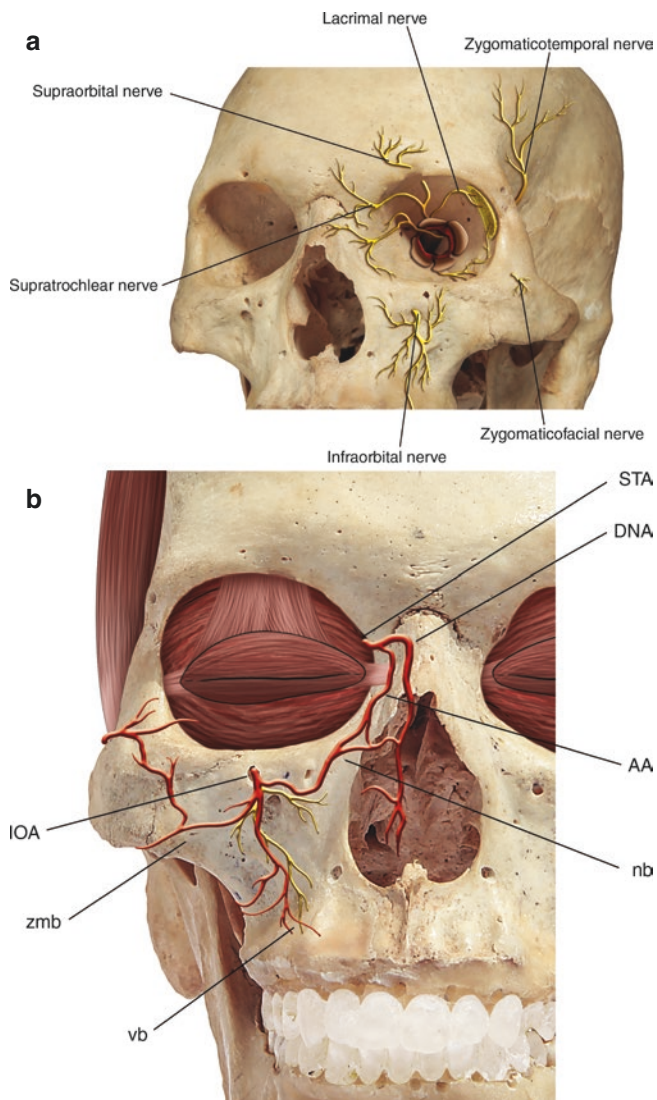 a
Lacrimal nerve
Zygomaticotemporal nerve
Supraorbital nerve
Supratrochlear nerve
Zygomaticofacial nerve
Infraorbital nerve
b
STA
DNA
AA
IOA
nb
zmb
vb